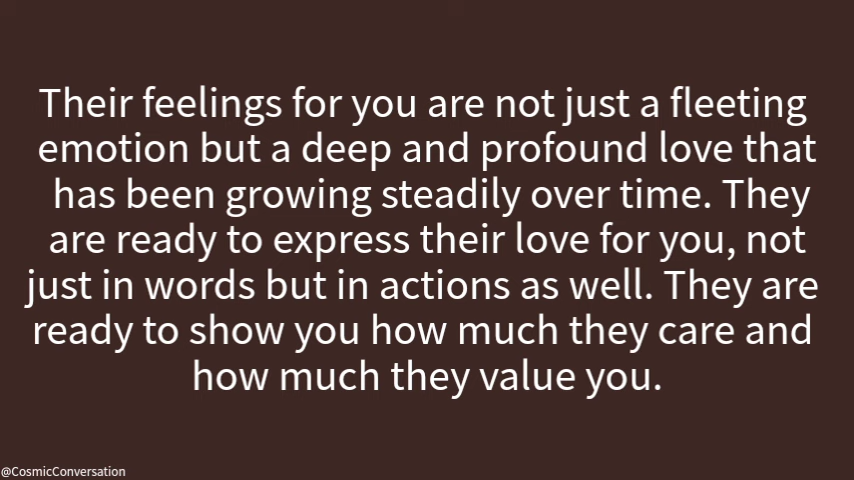 Their feelings for you are not just a fleeting
emotion but a deep and profound love that
has been growing steadily over time. They
are ready to express their love for you, not
just in words but in actions as well. They are
ready to show you how much they care and
how much they value you.
@CosmicConversation